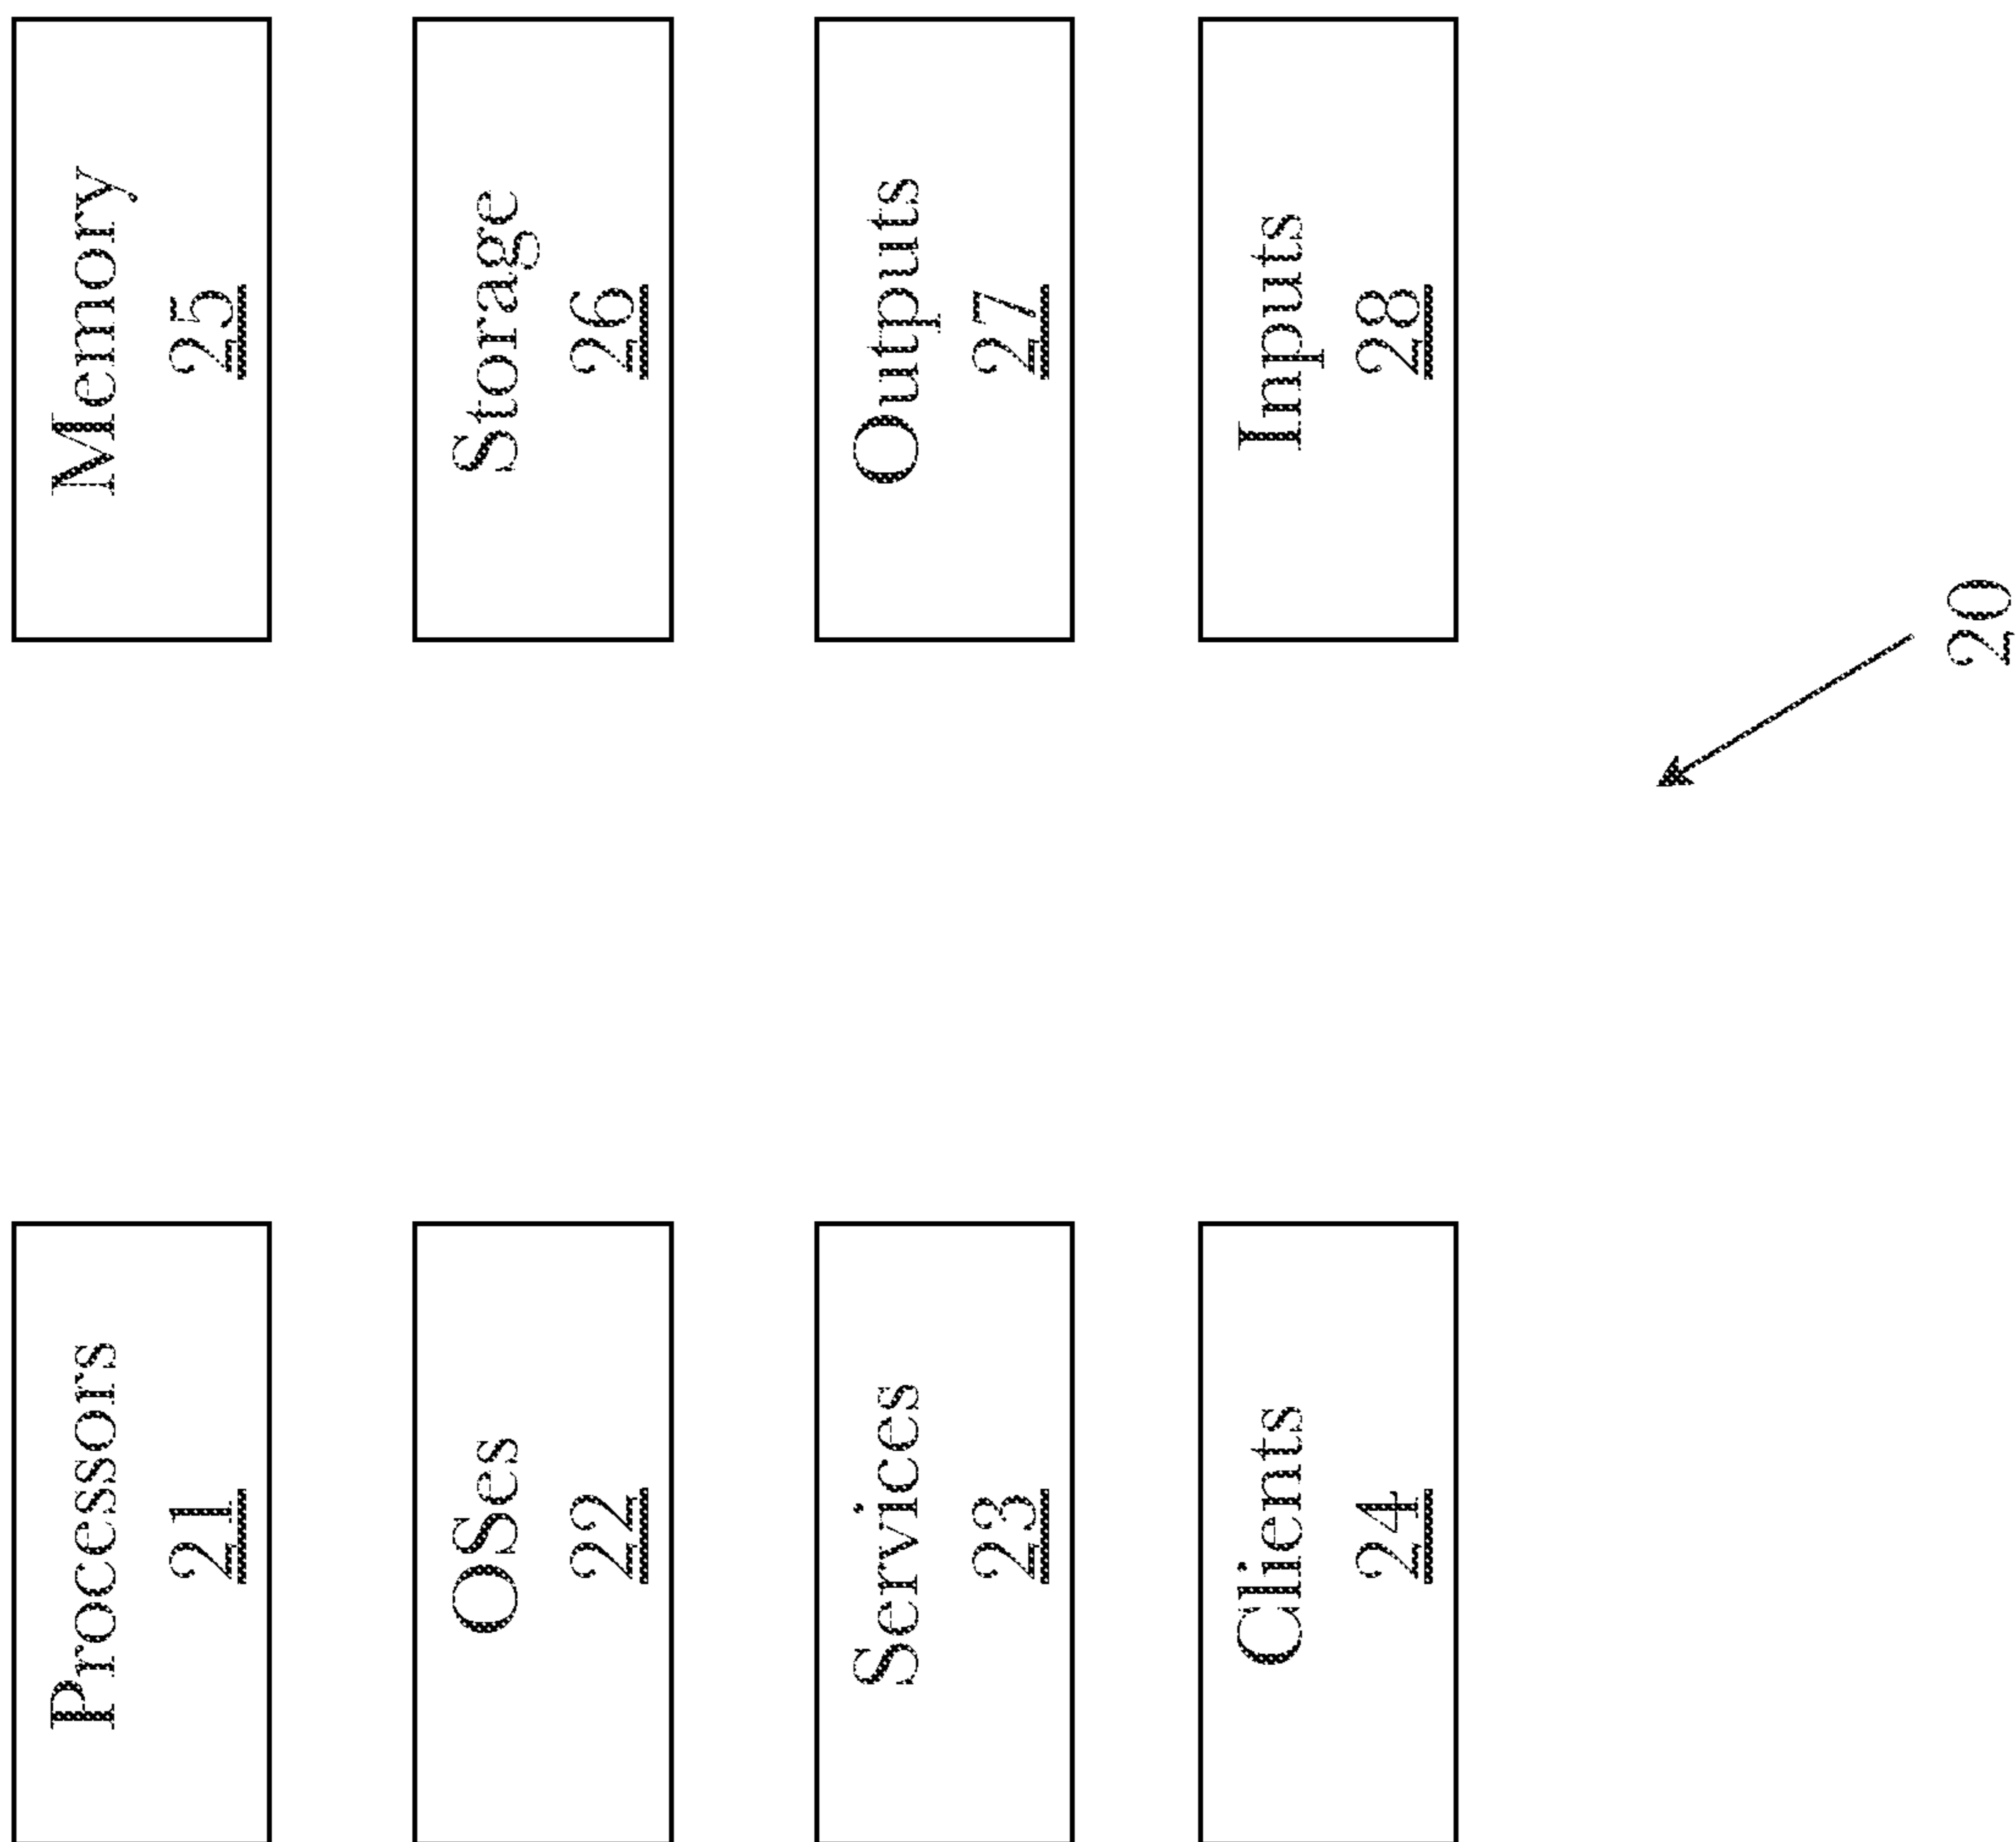 Processors
21
Memory
25
OSes
22
Storage
26
Services
23
Outputs
27
Clients
24
Inputs
28
20